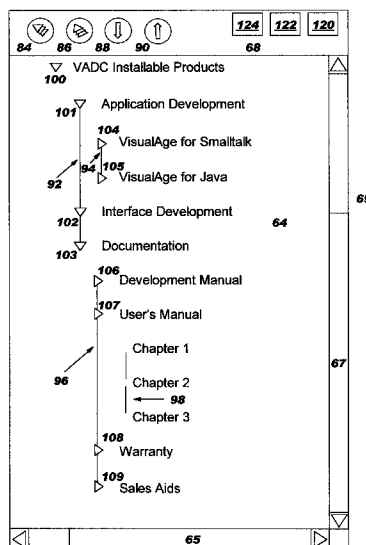 124 122 120
84 86 88 90 68
VADC Installable Products
100
101 Application Development
104
VisualAge for Smalltalk
94
105
92
VisualAge for Java
Interface Development
102
64
69
Documentation
103
106
Development Manual
107
User's Manual
Chapter 1
96
67
Chapter 2
98
Chapter 3
108
Warranty
109
Sales Aids
65